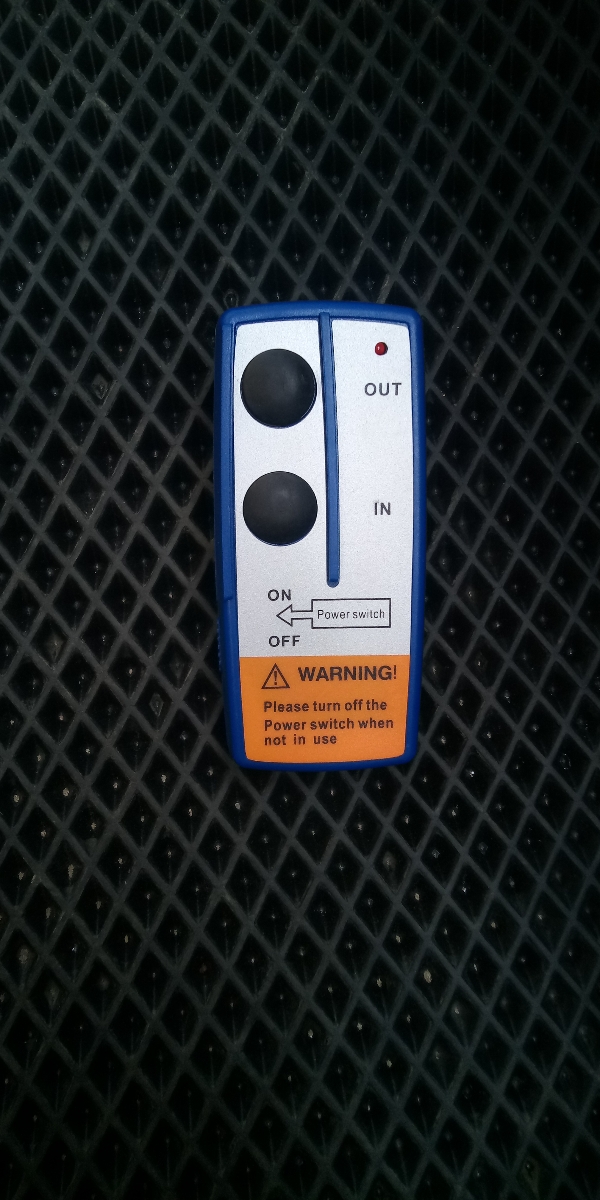 OUT
IN
ON
Power switch
OFF
WARNING!
Please turn off the
Power switch when
not in use